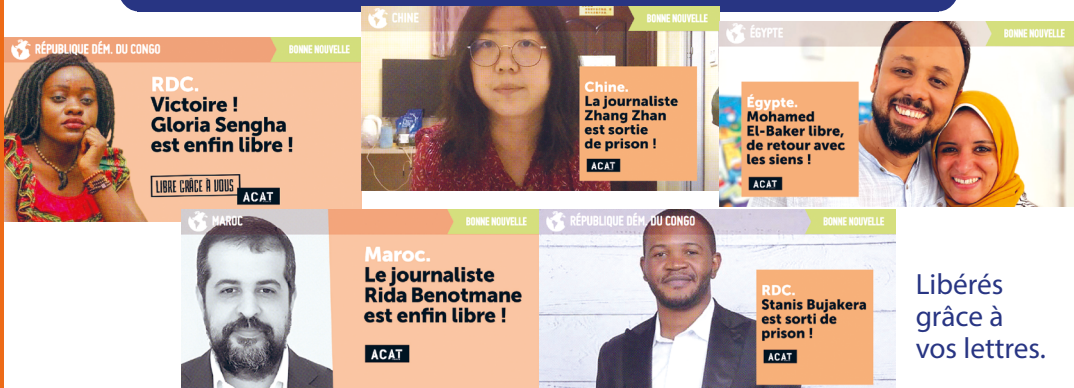 RÉPUBLIQUE DÉM. DU CONGO
BONNE NOUVELLE
RDC.
Victoire !
Gloria Sengha
est enfin libre !
LIBRE GRÂCE À VOUS
ACAT
CHINE
BONNE NOUVELLE
Chine.
La journaliste
Zhang Zhan
est sortie
de prison !
ACAT
ÉGYPTE
BONNE NOUVELLE
Égypte.
Mohamed
El-Baker libre,
de retour avec
les siens !
ACAT
MAROC
BONNE NOUVELLE
Maroc.
Le journaliste
Rida Benotmane
est enfin libre !
ACAT
RÉPUBLIQUE DÉM. DU CONGO
BONNE NOUVELLE
RDC.
Stanis Bujakera
est sorti de
prison !
ACAT
Libérés
grâce à
vos lettres.